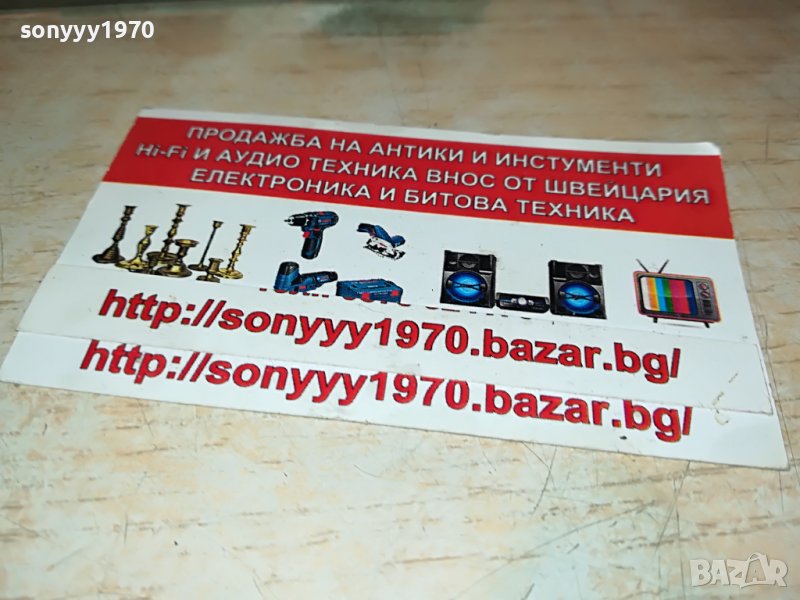 sonyyy1970
ПРОДАЖБА НА АНТИКИ И ИНСТУМЕНТИ
Hi-Fi И АУДИО ТЕХНИКА ВНОС ОТ ШВЕИЦАРИЯ
ЕЛЕКТРОНИКА И БИТОВА ТЕХНИКА
http://sonyyy1970.bazar.bg/
http://sonyyy1970.bazar.bg/
BAZAR